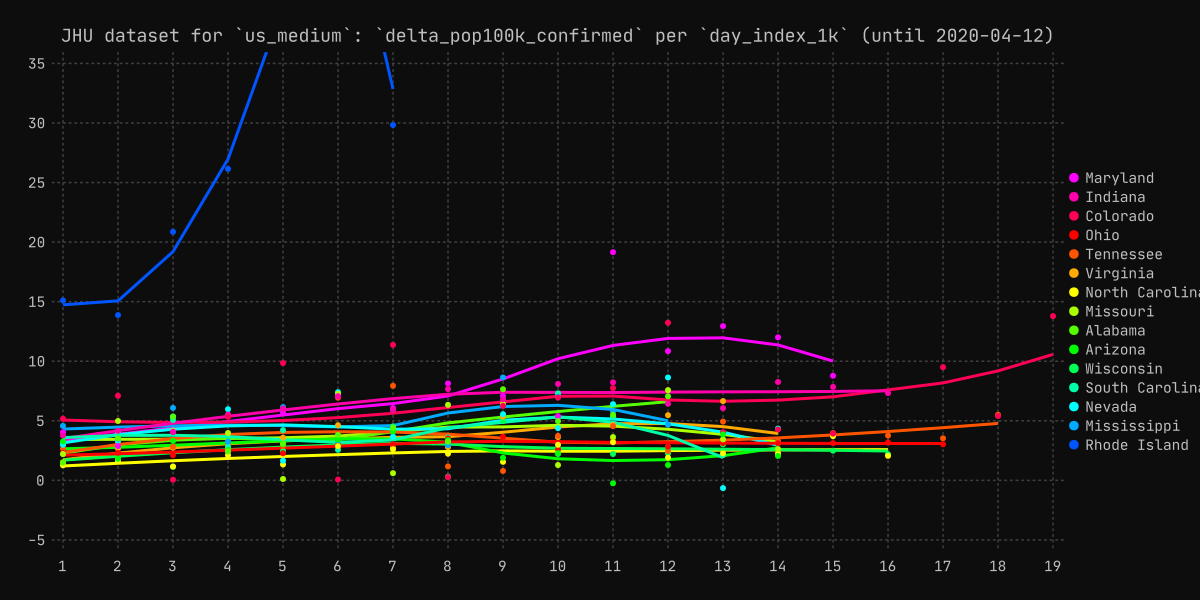 JHU dataset for `us_medium`: `delta_pop100k_confirmed` per `day_index_1k` (until 2020-04-12)
35
30
25
20
15
10
5
0
-5
1 2 3 4 5 6 7 8 9 10 11 12 13 14 15 16 17 18 19
Maryland
Indiana
Colorado
Ohio
Tennessee
Virginia
North Carolina
Missouri
Alabama
Arizona
Wisconsin
South Carolina
Nevada
Mississippi
Rhode Island